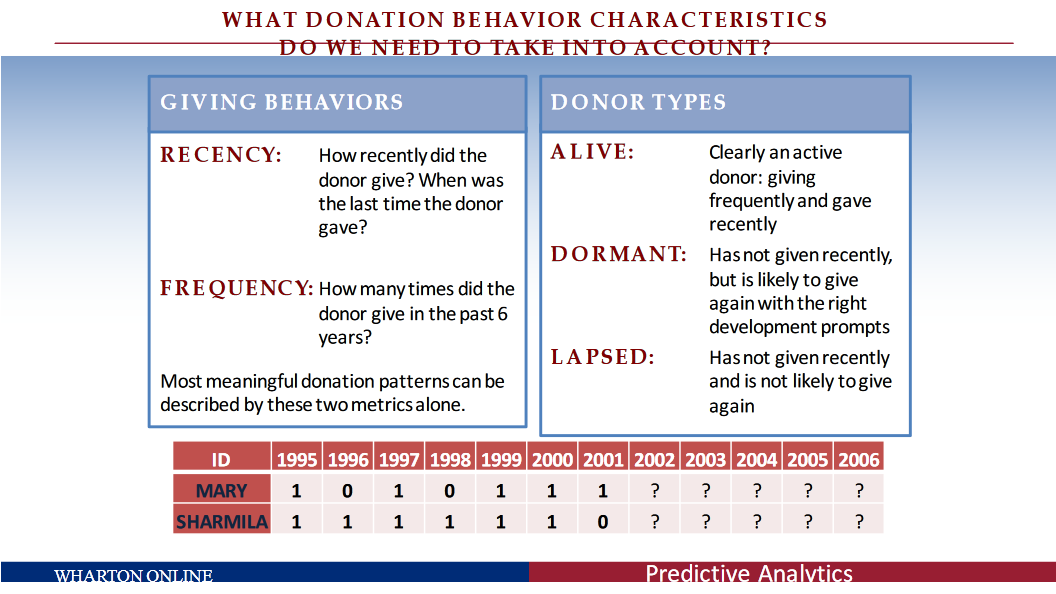 WHAT DONATION BEHAVIOR CHARACTERISTICS
DO WE NEED TO TAKE INTO ACCOUNT?
GIVING BEHAVIORS
RECENCY: How recently did the
donor give? When was
the last time the donor
gave?
FREQUENCY: How many times did the
donor give in the past 6
years?
Most meaningful donation patterns can be
described by these two metrics alone.
DONOR TYPES
ALIVE: Clearly an active
donor: giving
frequently and gave
recently
DORMANT: Has not given recently,
but is likely to give
again with the right
development prompts
LAPSED: Has not given recently
and is not likely to give
again
ID 1995 1996 1997 1998 1999 2000 2001 2002 2003 2004 2005 2006
MARY 1 0 1 0 1 1 1 ? ? ? ? ?
SHARMILA 1 1 1 1 1 1 0 ? ? ? ? ?
WHARTON ONLINE
Predictive Analytics